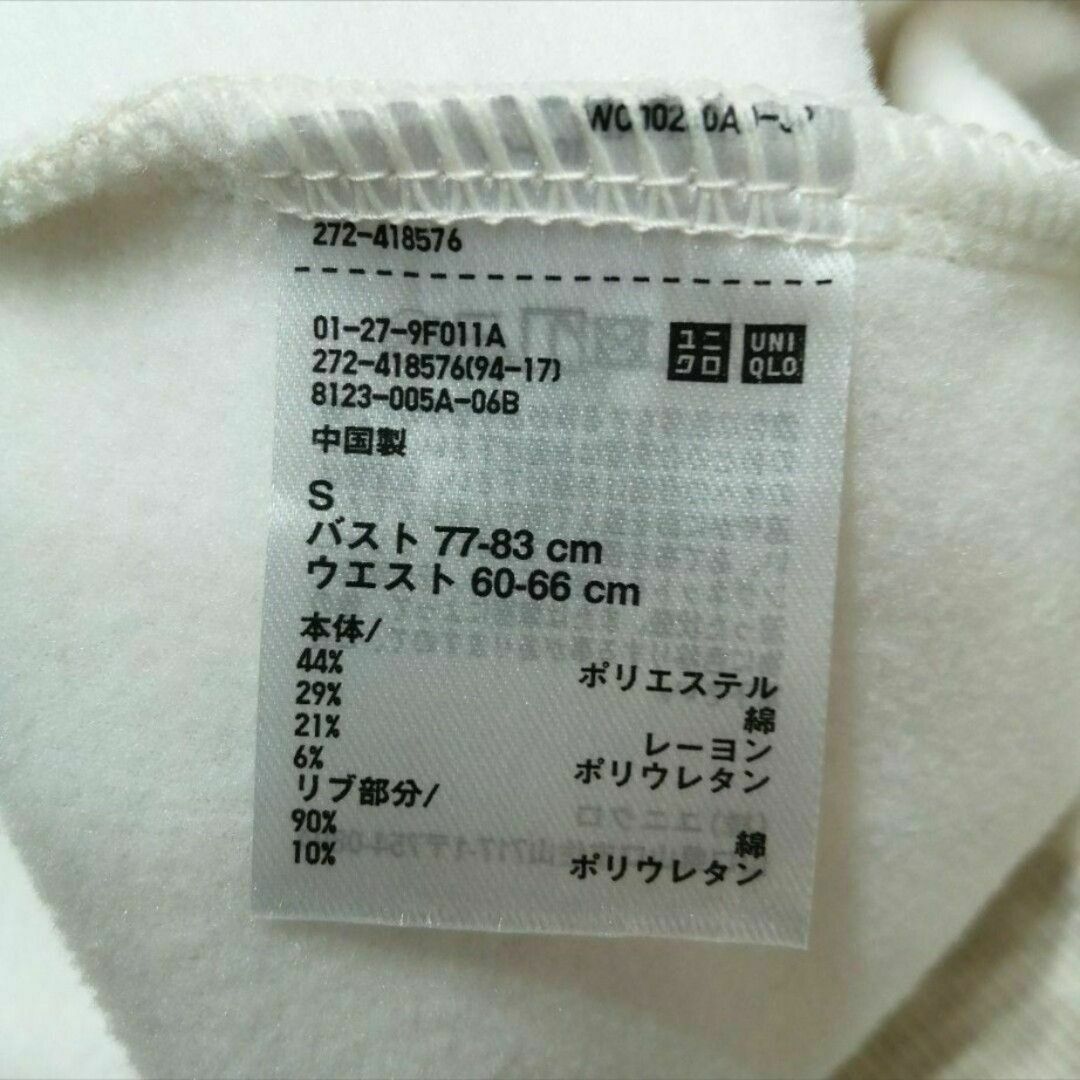 272-418576
01-27-9F011A
272-418576(94-17)
8123-005A-06B
ユニクロ
UNIQLO
中国製
S
バスト 77-83 cm
ウエスト 60-66 cm
本体/
44% ポリエステル
29% 綿
21% レーヨン
6% ポリウレタン
リブ部分/
90% 綿
10% ポリウレタン